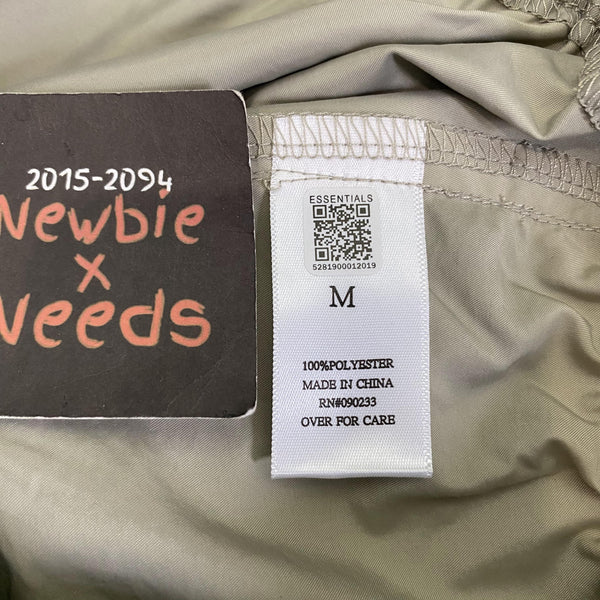 2015-2094
Newbie
x
Needs
ESSENTIALS
5281900012019
M
100%POLYESTER
MADE IN CHINA
RN#090233
OVER FOR CARE